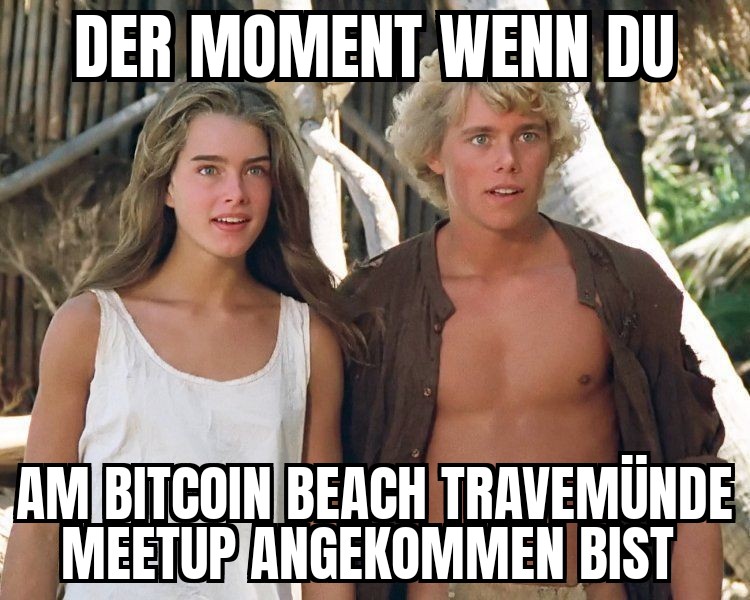 DER MOMENT WENN DU
AM BITCOIN BEACH TRAVEMÜNDE
MEETUP ANGEKOMMEN BIST